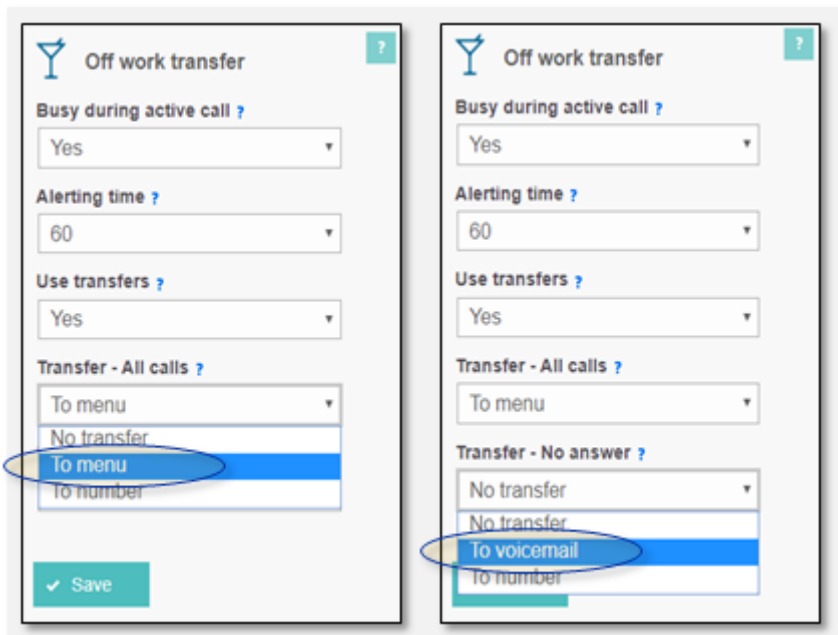 Off work transfer
?
Busy during active call ?
Yes
Alerting time ?
60
Use transfers ?
Yes
Transfer - All calls ?
To menu
No transfer
To menu
To number
Save
Off work transfer
?
Busy during active call ?
Yes
Alerting time ?
60
Use transfers ?
Yes
Transfer - All calls ?
To menu
Transfer - No answer ?
No transfer
No transfer
To voicemail
To number